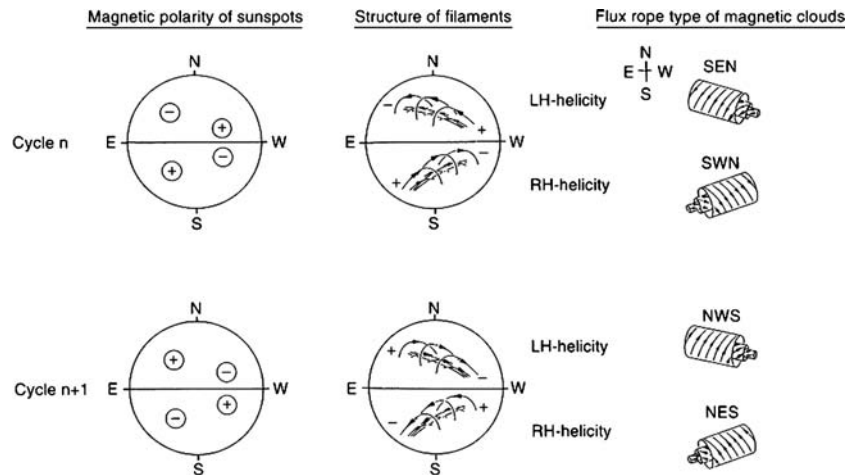 Magnetic polarity of sunspots
Structure of filaments
Flux rope type of magnetic clouds
Cycle n
N
E
W
S
−
+
−
+
N
E
W
S
−
+
−
+
LH-helicity
RH-helicity
N
E W
S
SEN
SWN
Cycle n+1
N
E
W
S
+
−
+
−
N
E
W
S
+
−
+
−
LH-helicity
RH-helicity
NWS
NES